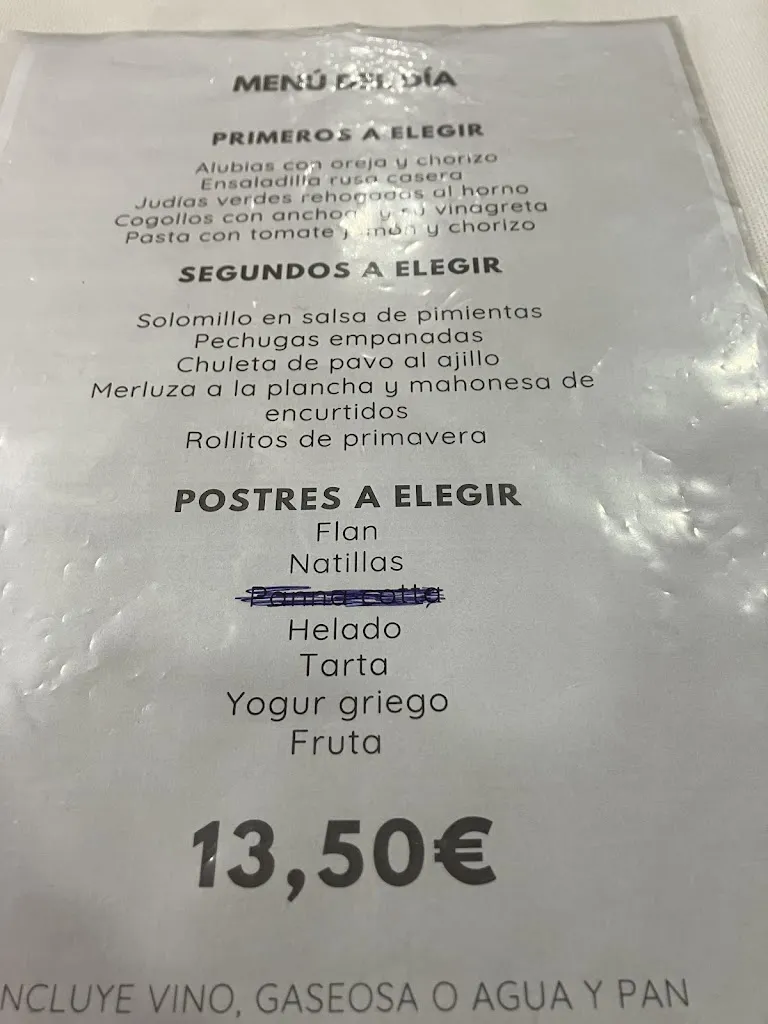 MENÚ DEL DÍA
PRIMEROS A ELEGIR
Alubias con oreja y chorizo
Ensaladilla rusa casera
Judías verdes rehogadas al horno
Cogollos con anchoa y su vinagreta
Pasta con tomate jamón y chorizo
SEGUNDOS A ELEGIR
Solomillo en salsa de pimientas
Pechugas empanadas
Chuleta de pavo al ajillo
Merluza a la plancha y mahonesa de
encurtidos
Rollitos de primavera
POSTRES A ELEGIR
Flan
Natillas
Panna cotta
Helado
Tarta
Yogur griego
Fruta
13,50€
NCLUYE VINO, GASEOSA O AGUA Y PAN